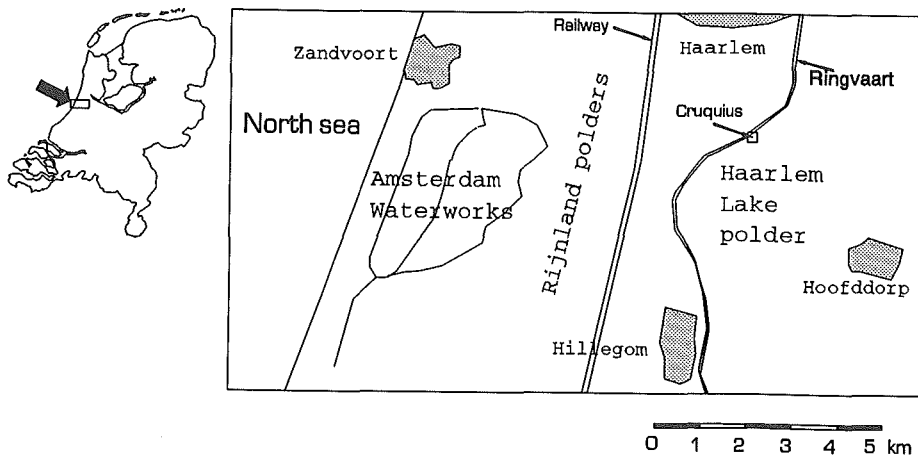 Railway
Zandvoort
Haarlem
Ringvaart
Cruquius
North sea
Rijnland polders
Amsterdam
Waterworks
Haarlem
Lake
polder
Hoofddorp
Hillegom
0 1 2 3 4 5 km